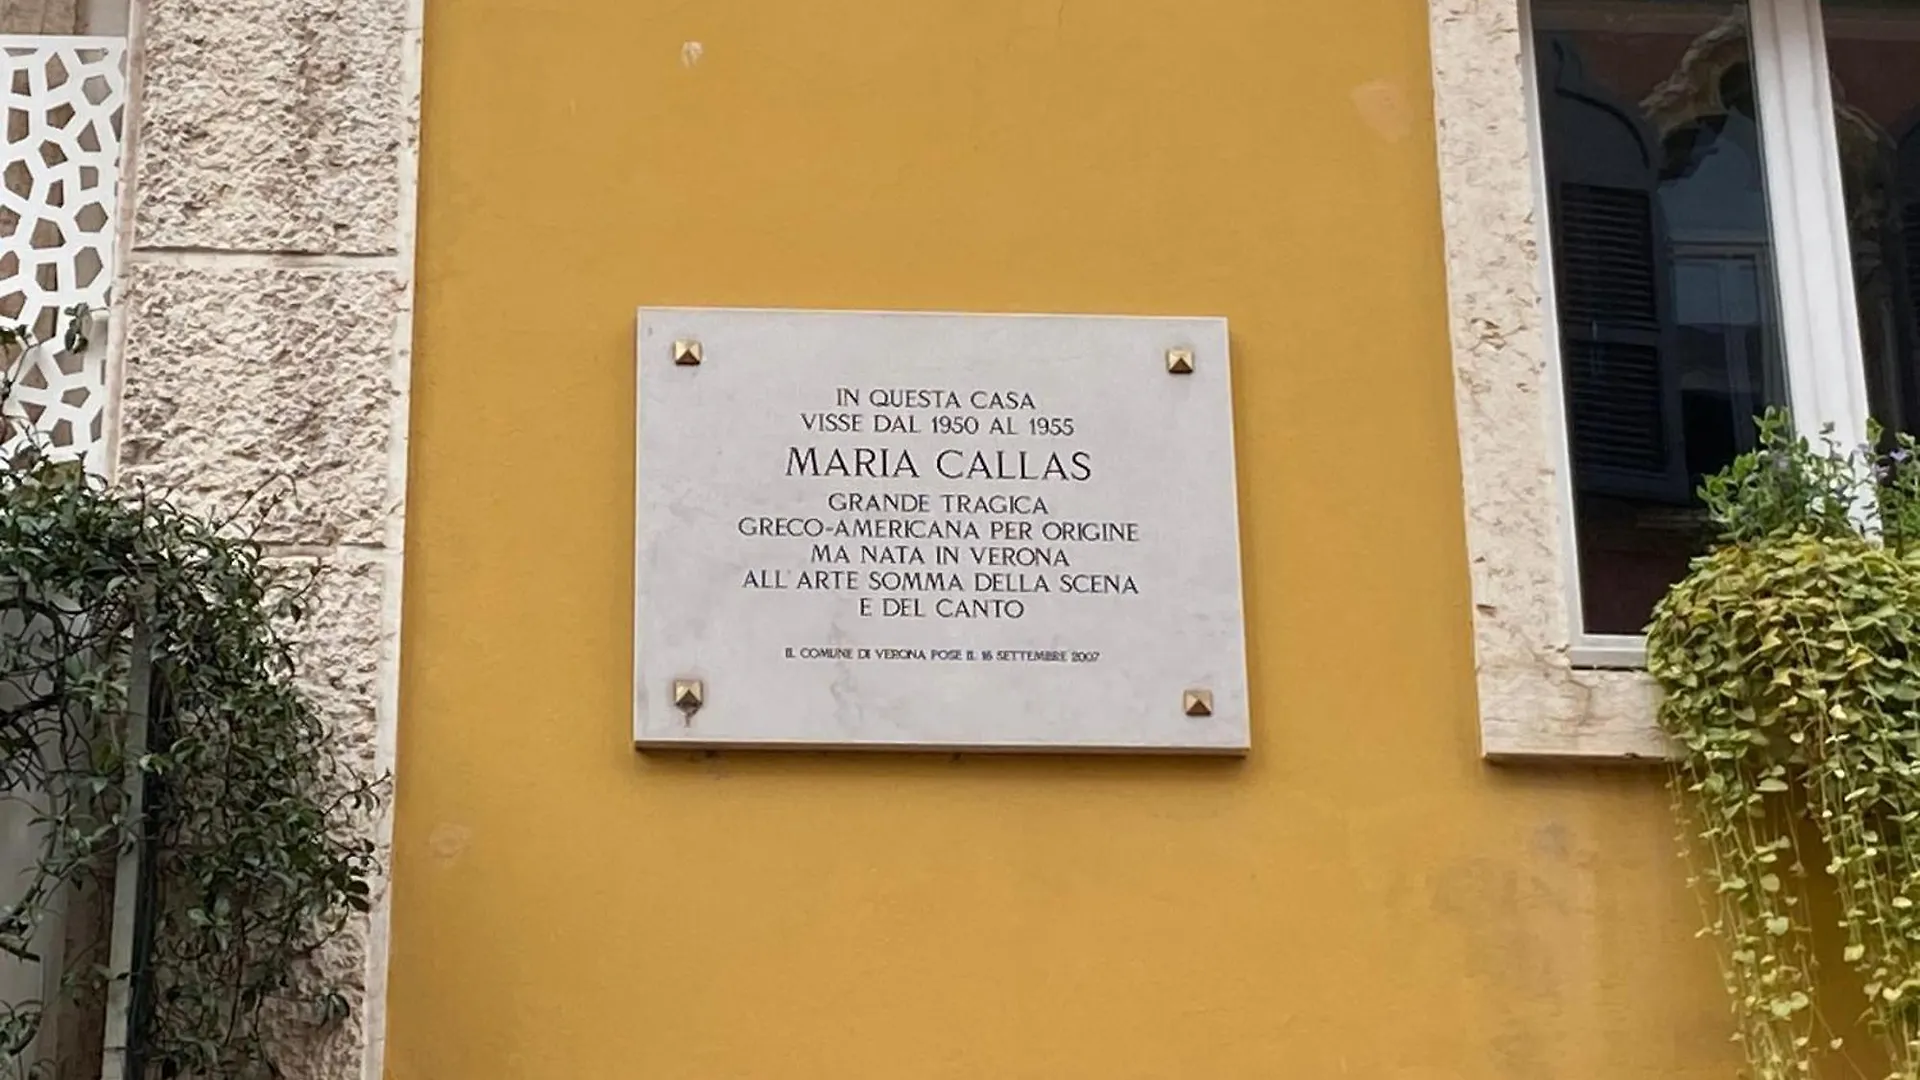 IN QUESTA CASA
VISSE DAL 1950 AL 1955
MARIA CALLAS
GRANDE TRAGICA
GRECO-AMERICANA PER ORIGINE
MA NATA IN VERONA
ALL'ARTE SOMMA DELLA SCENA
E DEL CANTO
IL COMUNE DI VERONA POSE IL 16 SETTEMBRE 2007